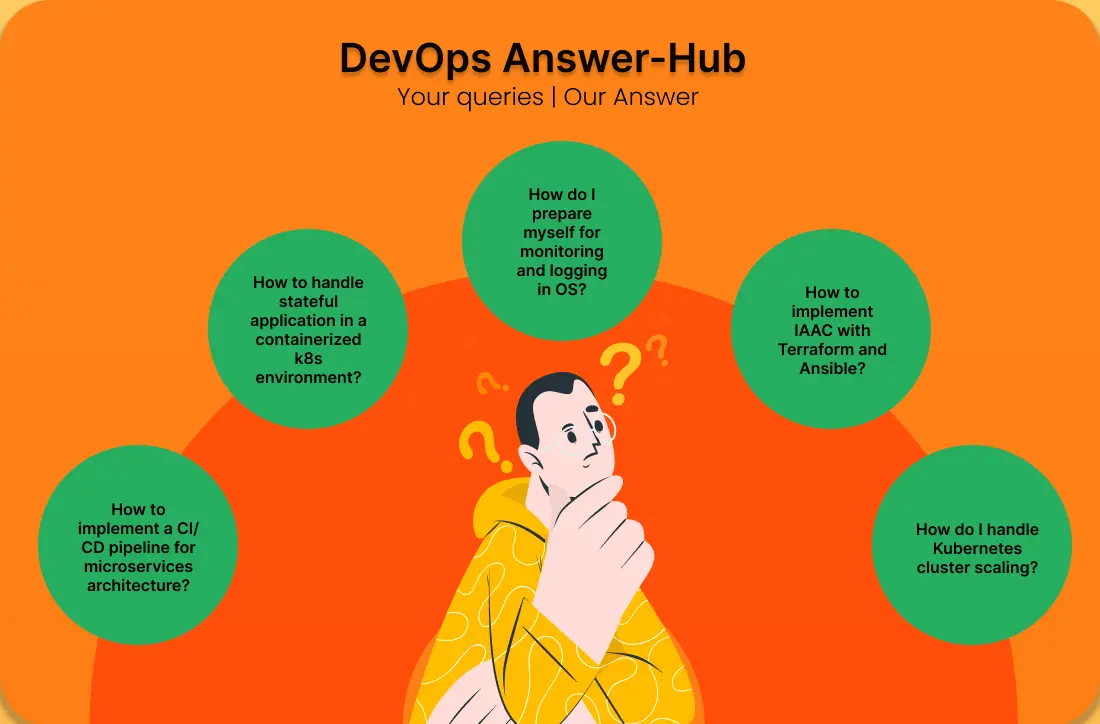 DevOps Answer-Hub
Your queries | Our Answer
How do I
prepare
myself for
monitoring
and logging
in OS?
How to handle
stateful
application in a
containerized
k8s
environment?
How to
implement
IAAC with
Terraform and
Ansible?
How to
implement a CI/
CD pipeline for
microservices
architecture?
How do I handle
Kubernetes
cluster scaling?